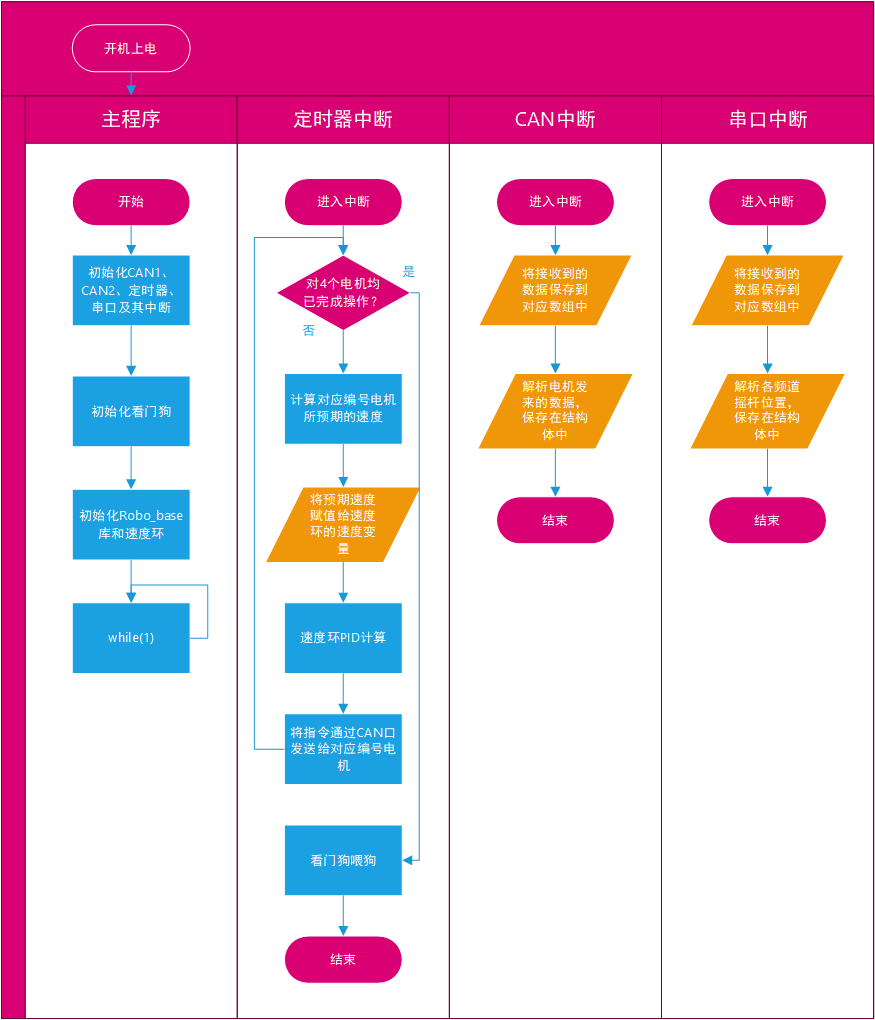 开机上电
主程序
定时器中断
CAN中断
串口中断
开始
初始化CAN1、
CAN2、定时器、
串口及其中断
初始化看门狗
初始化Robo_base
库和速度环
while(1)
进入中断
对4个电机均
已完成操作？
是
否
计算对应编号电机
所预期的速度
将预期速度
赋值给速度
环的速度变
量
速度环PID计算
将指令通过CAN口
发送给对应编号电
机
看门狗喂狗
结束
进入中断
将接收到的
数据保存到
对应数组中
解析电机发
来的数据，
保存在结构
体中
结束
进入中断
将接收到的
数据保存到
对应数组中
解析各频道
摇杆位置，
保存在结构
体中
结束